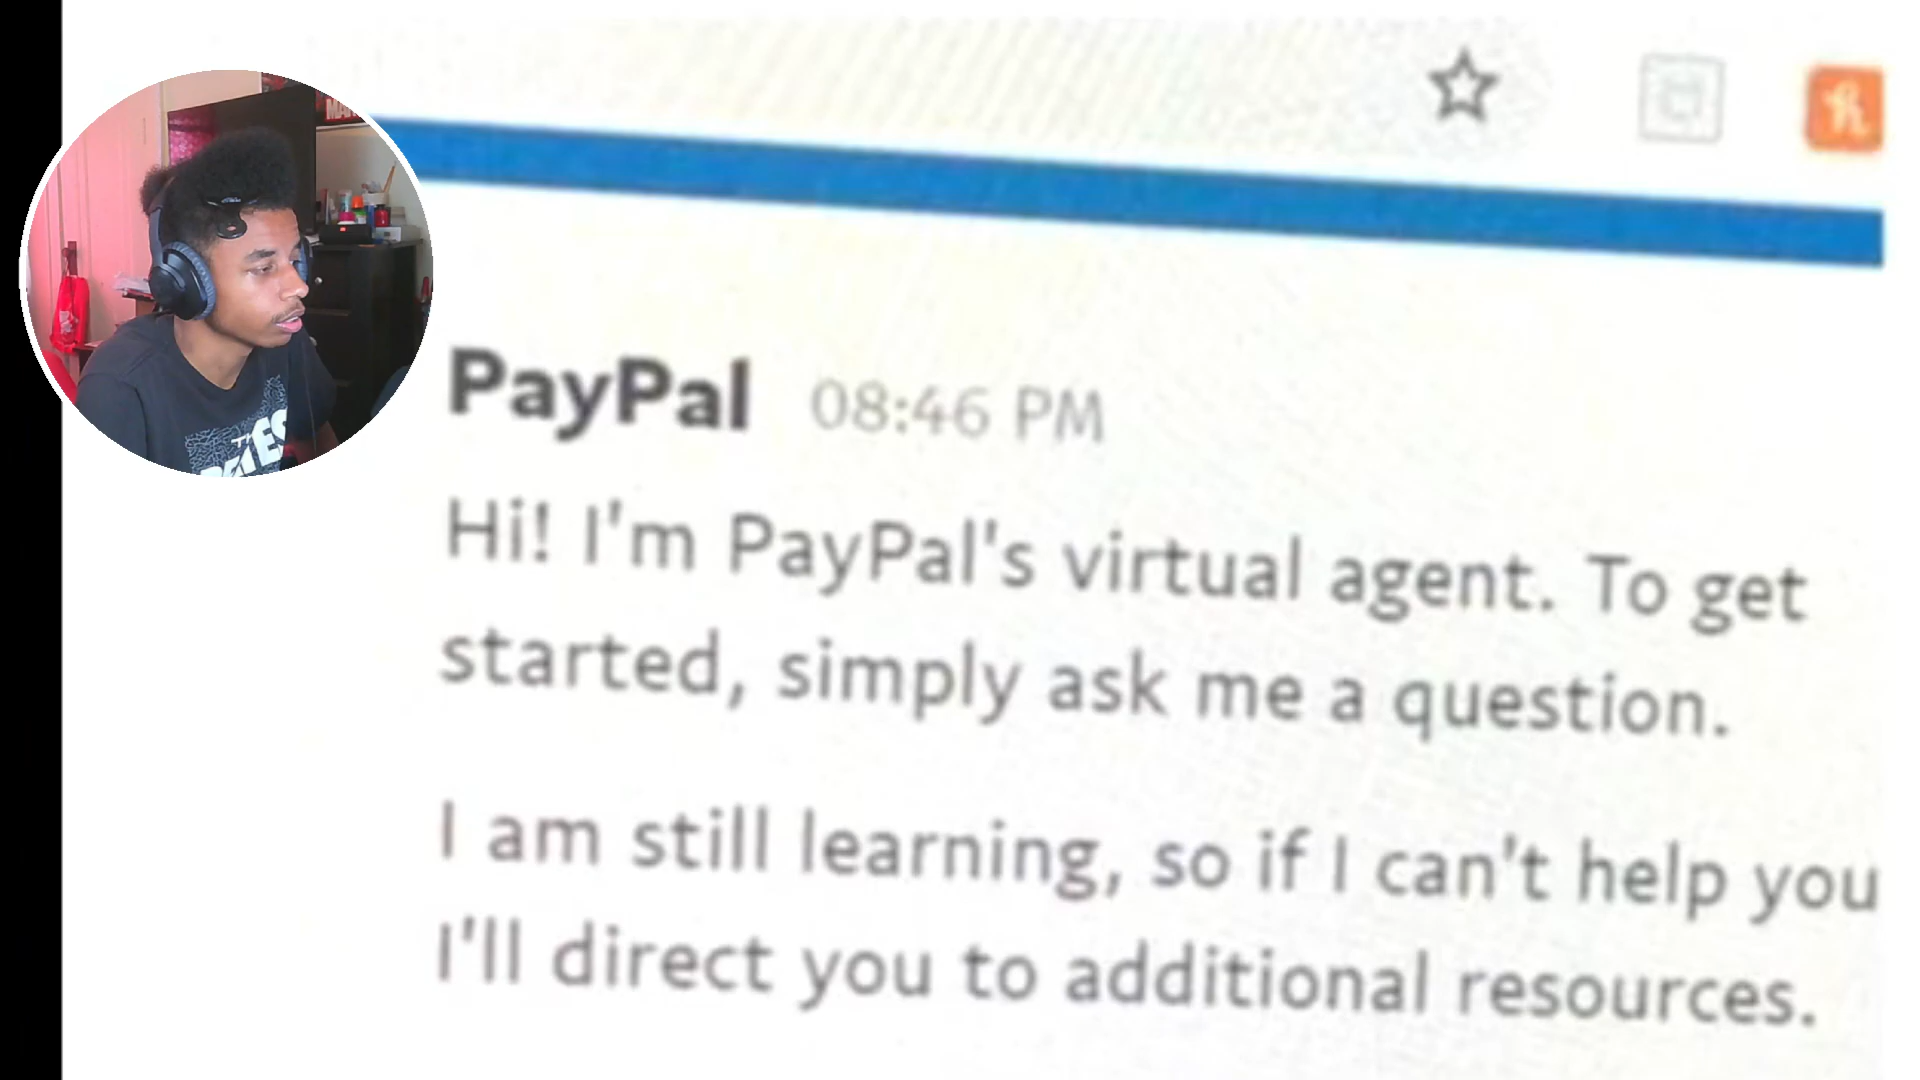 PayPal 08:46 PM
Hi! I'm PayPal's virtual agent. To get
started, simply ask me a question.
I am still learning, so if I can't help you
I'll direct you to additional resources.